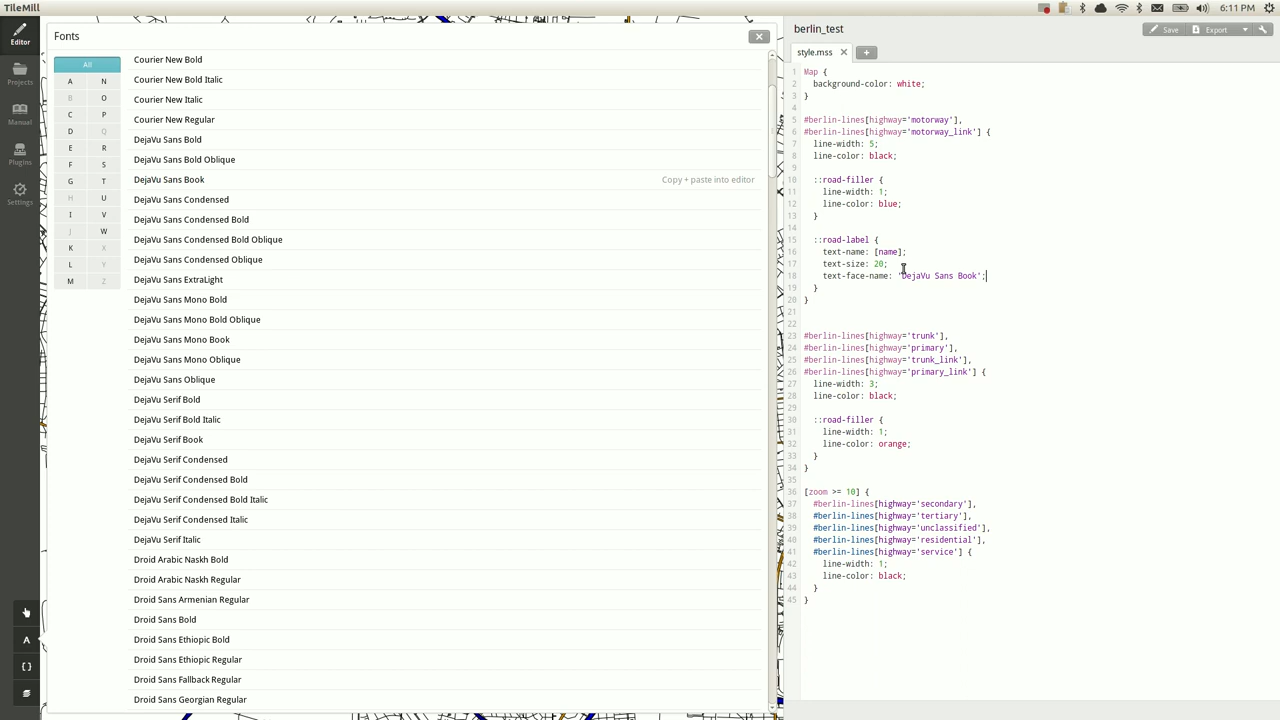 TileMill
6:11 PM
Editor
Projects
Manual
Plugins
Settings
A
{ }
Fonts
All
A N
B O
C P
D Q
E R
F S
G T
H U
I V
J W
K X
L Y
M Z
Courier New Bold
Courier New Bold Italic
Courier New Italic
Courier New Regular
DejaVu Sans Bold
DejaVu Sans Bold Oblique
DejaVu Sans Book Copy + paste into editor
DejaVu Sans Condensed
DejaVu Sans Condensed Bold
DejaVu Sans Condensed Bold Oblique
DejaVu Sans Condensed Oblique
DejaVu Sans ExtraLight
DejaVu Sans Mono Bold
DejaVu Sans Mono Bold Oblique
DejaVu Sans Mono Book
DejaVu Sans Mono Oblique
DejaVu Sans Oblique
DejaVu Serif Bold
DejaVu Serif Bold Italic
DejaVu Serif Book
DejaVu Serif Condensed
DejaVu Serif Condensed Bold
DejaVu Serif Condensed Bold Italic
DejaVu Serif Condensed Italic
DejaVu Serif Italic
Droid Arabic Naskh Bold
Droid Arabic Naskh Regular
Droid Sans Armenian Regular
Droid Sans Bold
Droid Sans Ethiopic Bold
Droid Sans Ethiopic Regular
Droid Sans Fallback Regular
Droid Sans Georgian Regular
berlin_test
Save Export
style.mss
1 Map {
2 background-color: white;
3 }
4
5 #berlin-lines[highway='motorway'],
6 #berlin-lines[highway='motorway_link'] {
7 line-width: 5;
8 line-color: black;
9
10 ::road-filler {
11 line-width: 1;
12 line-color: blue;
13 }
14
15 ::road-label {
16 text-name: [name];
17 text-size: 20;
18 text-face-name: 'DejaVu Sans Book';
19 }
20 }
21
22
23 #berlin-lines[highway='trunk'],
24 #berlin-lines[highway='primary'],
25 #berlin-lines[highway='trunk_link'],
26 #berlin-lines[highway='primary_link'] {
27 line-width: 3;
28 line-color: black;
29
30 ::road-filler {
31 line-width: 1;
32 line-color: orange;
33 }
34 }
35
36 [zoom >= 10] {
37 #berlin-lines[highway='secondary'],
38 #berlin-lines[highway='tertiary'],
39 #berlin-lines[highway='unclassified'],
40 #berlin-lines[highway='residential'],
41 #berlin-lines[highway='service'] {
42 line-width: 1;
43 line-color: black;
44 }
45 }